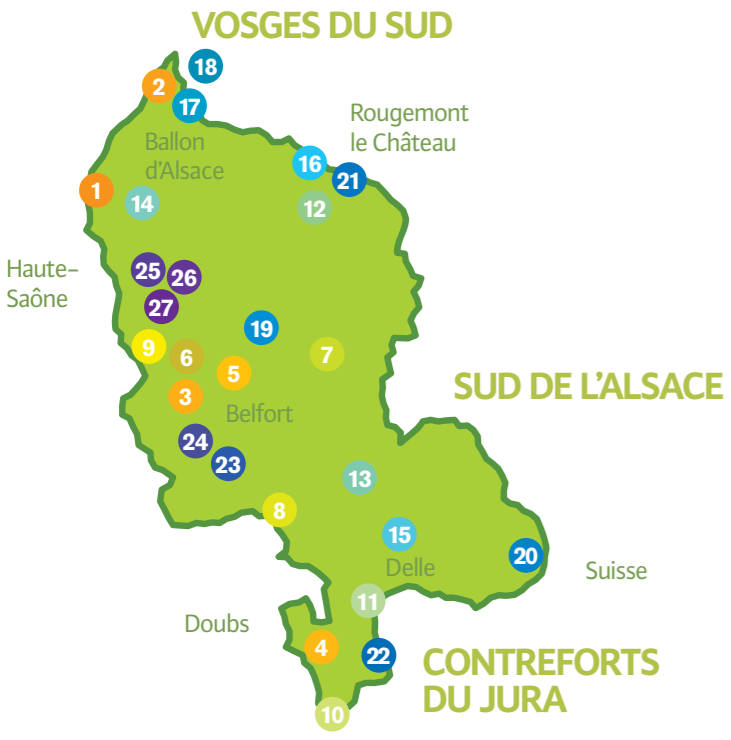 VOSGES DU SUD
18
2
17
Rougemont
le Château
Ballon
d'Alsace
16
21
1
14
12
Haute-
Saône
25
26
27
19
9
6
7
5
SUD DE L'ALSACE
3
Belfort
24
23
13
8
15
20
Delle
Suisse
11
Doubs
4
22
CONTREFORTS
DU JURA
10